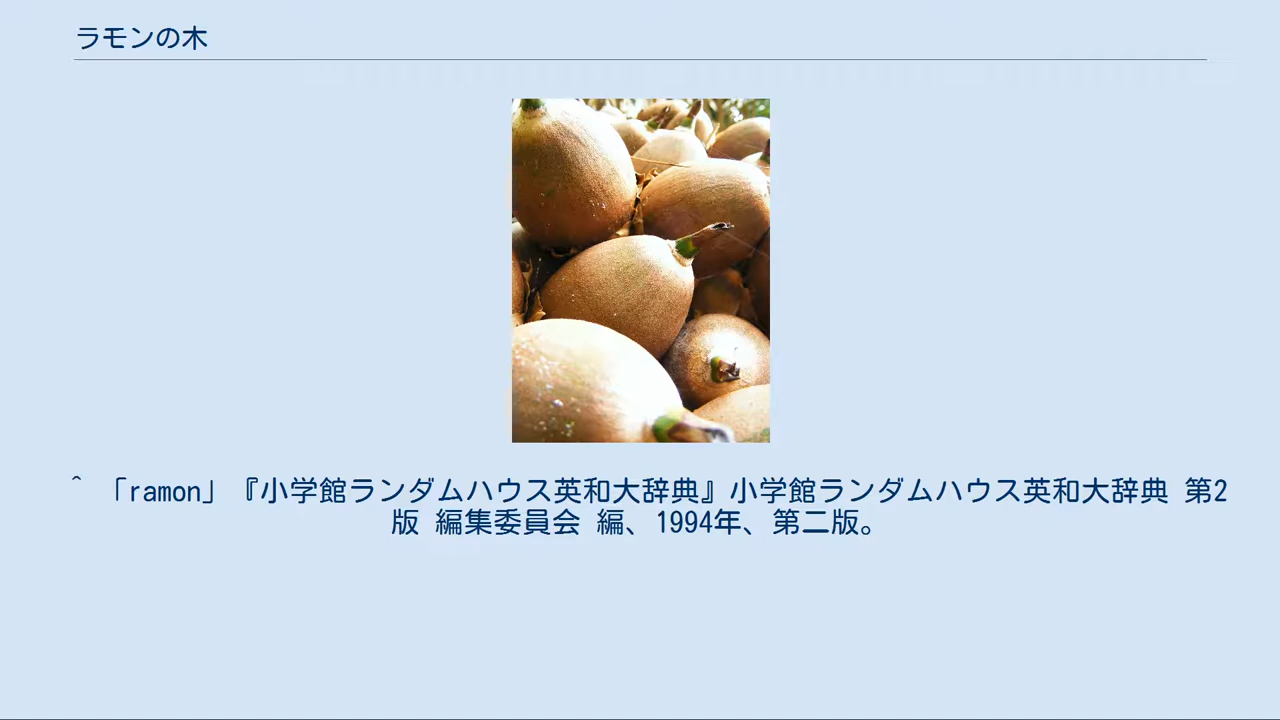 ラモンの木
^ 「ramon」『小学館ランダムハウス英和大辞典』小学館ランダムハウス英和大辞典 第2
版 編集委員会 編、1994年、第二版。